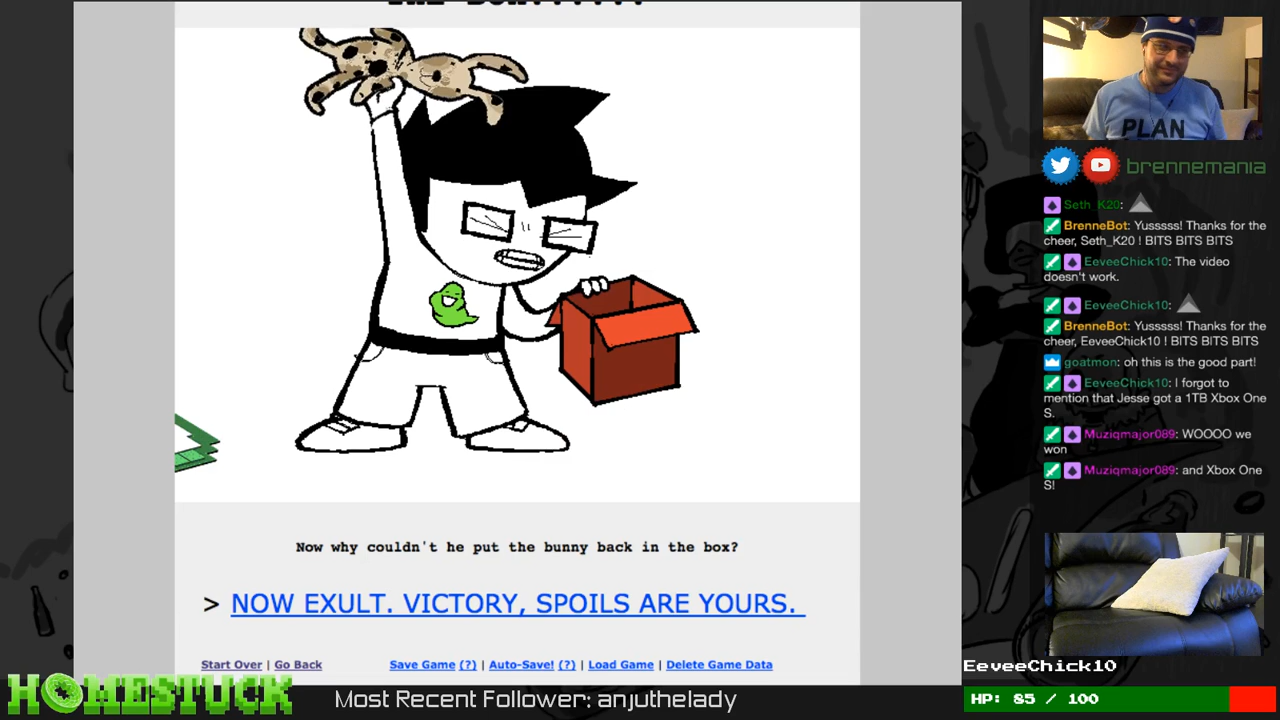 Now why couldn't he put the bunny back in the box?
> NOW EXULT. VICTORY, SPOILS ARE YOURS.
Start Over | Go Back
Save Game (?) | Auto-Save! (?) | Load Game | Delete Game Data
HOMESTUCK
Most Recent Follower: anjuthelady
PLAN
brennemania
Seth_K20:
BrenneBot: Yusssss! Thanks for the
cheer, Seth_K20 ! BITS BITS BITS
EeveeChick10: The video
doesn't work.
EeveeChick10:
BrenneBot: Yusssss! Thanks for the
cheer, EeveeChick10 ! BITS BITS BITS
goatmon: oh this is the good part!
EeveeChick10: I forgot to
mention that Jesse got a 1TB Xbox One
S.
Muziqmajor089: WOOOO we
won
Muziqmajor089: and Xbox One
S!
EeveeChick10
HP: 85 / 100